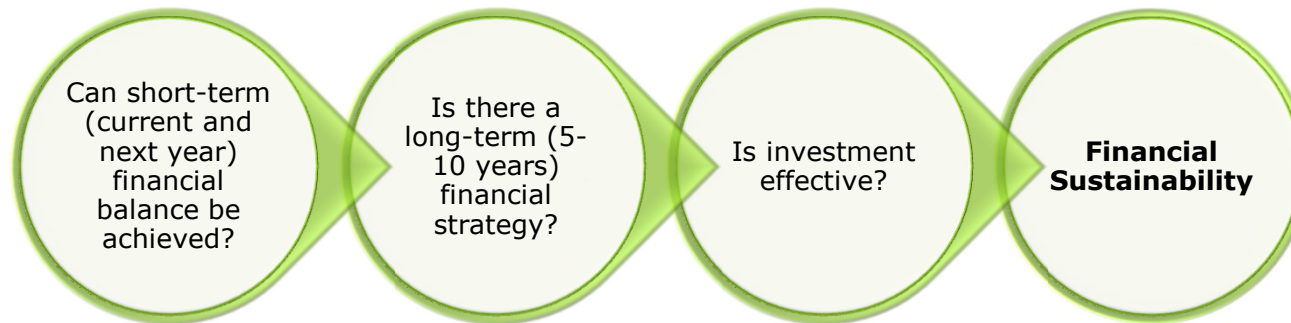 Can short-term
(current and
next year)
financial
balance be
achieved?
Is there a
long-term (5-
10 years)
financial
strategy?
Is investment
effective?
Financial
Sustainability